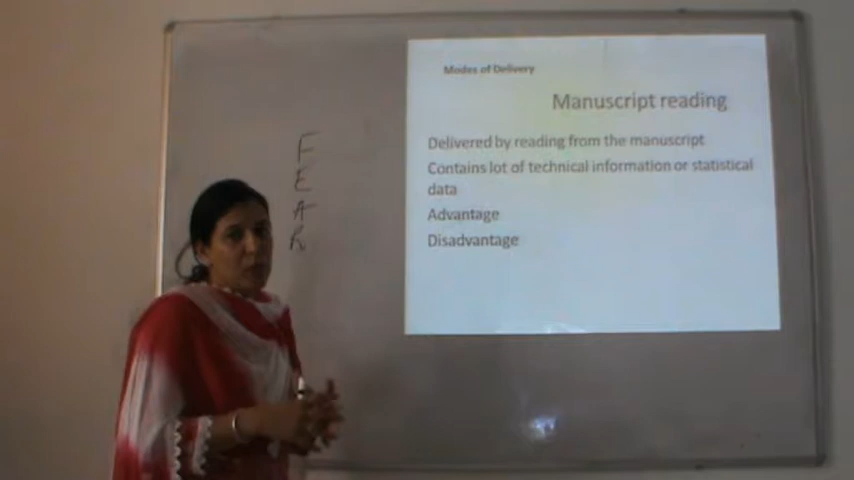 Modes of Delivery
Manuscript reading
Delivered by reading from the manuscript
Contains lot of technical information or statistical
data
Advantage
Disadvantage
F
E
A
R